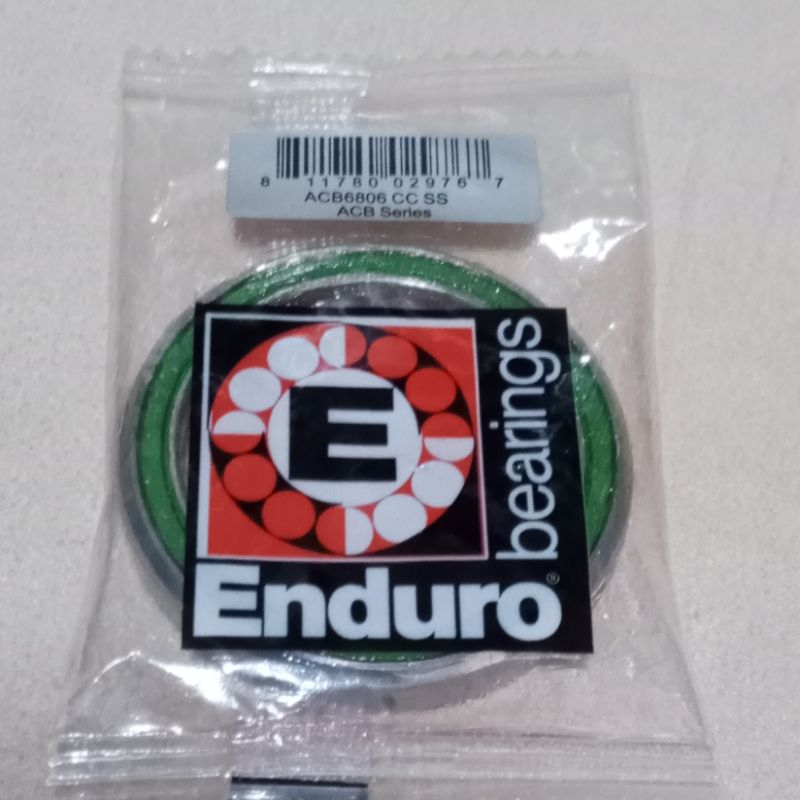 8 11780 02976 7
ACB6806 CC SS
ACB Series
E
bearings
Enduro®